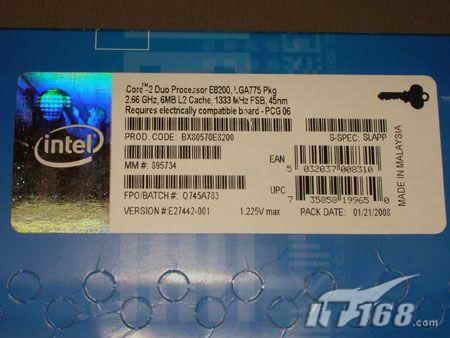 Core™2 Duo Processor E8200, LGA775 Pkg
2.66 GHz, 6MB L2 Cache, 1333 MHz FSB, 45nm
Requires electrically compatible board - PCG 06
PROD. CODE: BX80570E8200
S-SPEC: SLAPP
intel
MM #: 895734
EAN
5 032037 008310
FPO/BATCH #: Q745A783
UPC
7 35858 19965 0
VERSION #: E27442-001
1.225V max
PACK DATE: 01/21/2008
MADE IN MALAYSIA
IT168.com